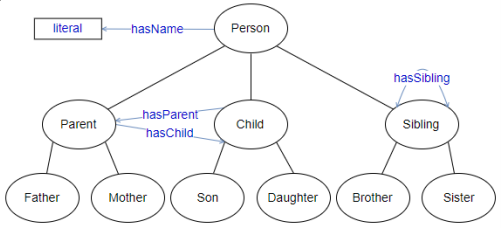 literal
hasName
Person
hasSibling
hasParent
Parent
Child
Sibling
hasChild
Father
Mother
Son
Daughter
Brother
Sister